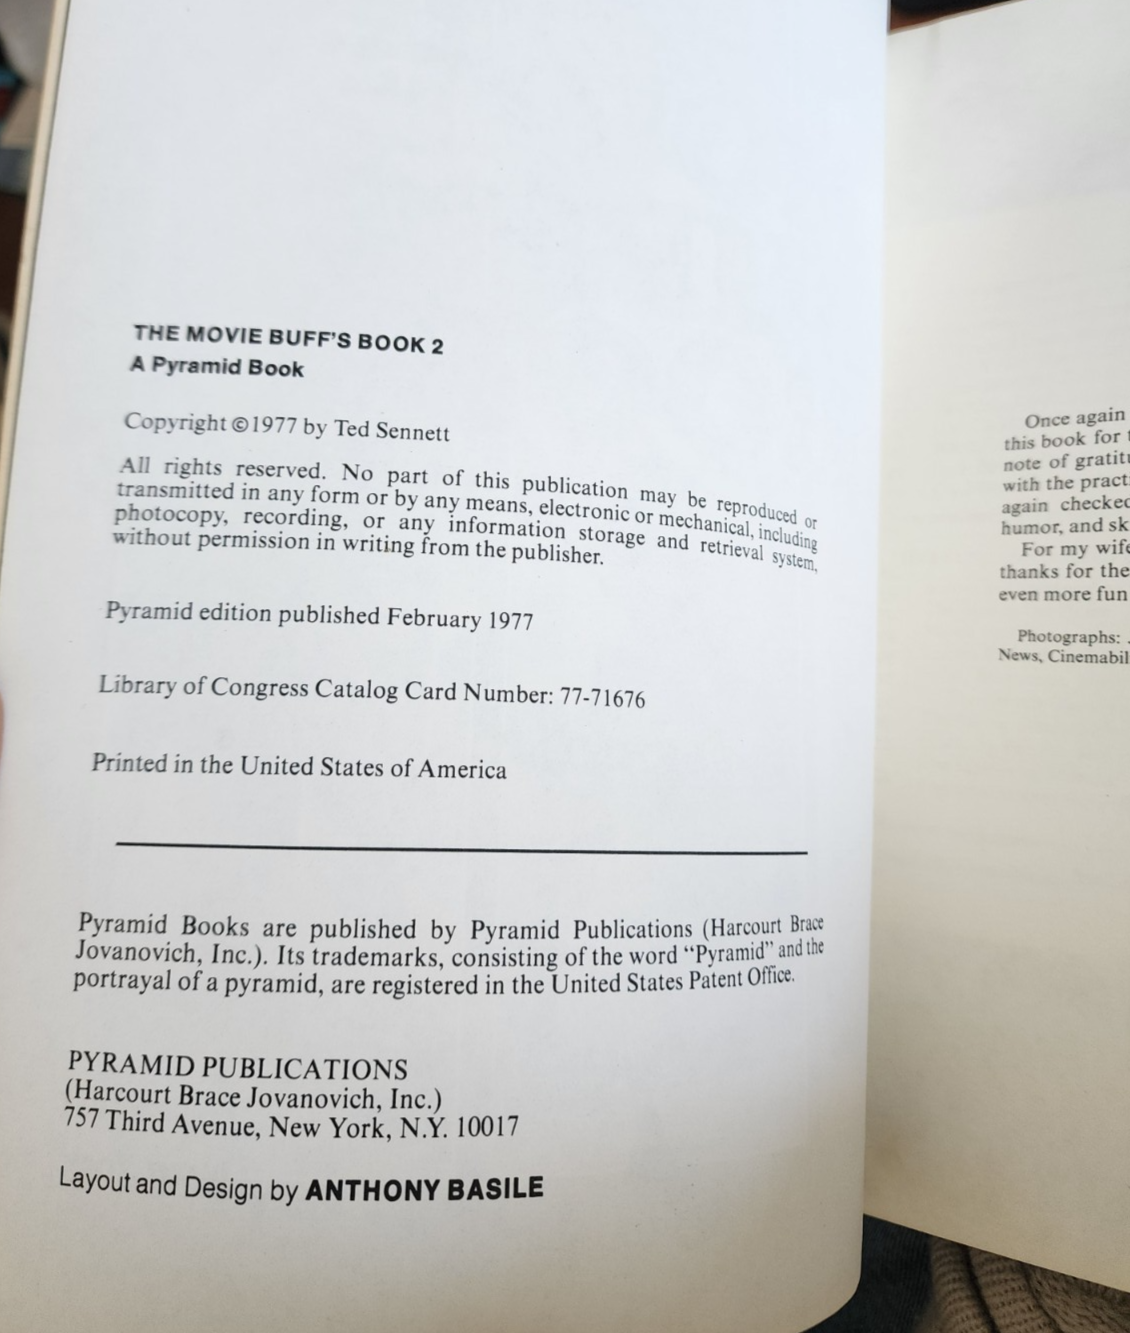 THE MOVIE BUFF'S BOOK 2
A Pyramid Book
Copyright ©1977 by Ted Sennett
All rights reserved. No part of this publication may be reproduced or
transmitted in any form or by any means, electronic or mechanical, including
photocopy, recording, or any information storage and retrieval system,
without permission in writing from the publisher.
Pyramid edition published February 1977
Library of Congress Catalog Card Number: 77-71676
Printed in the United States of America
Pyramid Books are published by Pyramid Publications (Harcourt Brace
Jovanovich, Inc.). Its trademarks, consisting of the word "Pyramid" and the
portrayal of a pyramid, are registered in the United States Patent Office.
PYRAMID PUBLICATIONS
(Harcourt Brace Jovanovich, Inc.)
757 Third Avenue, New York, N.Y. 10017
Layout and Design by ANTHONY BASILE
Once again
this book for
note of
with the
again checked
humor, and
For my wife
thanks for the
even more fun
Photographs:
News,